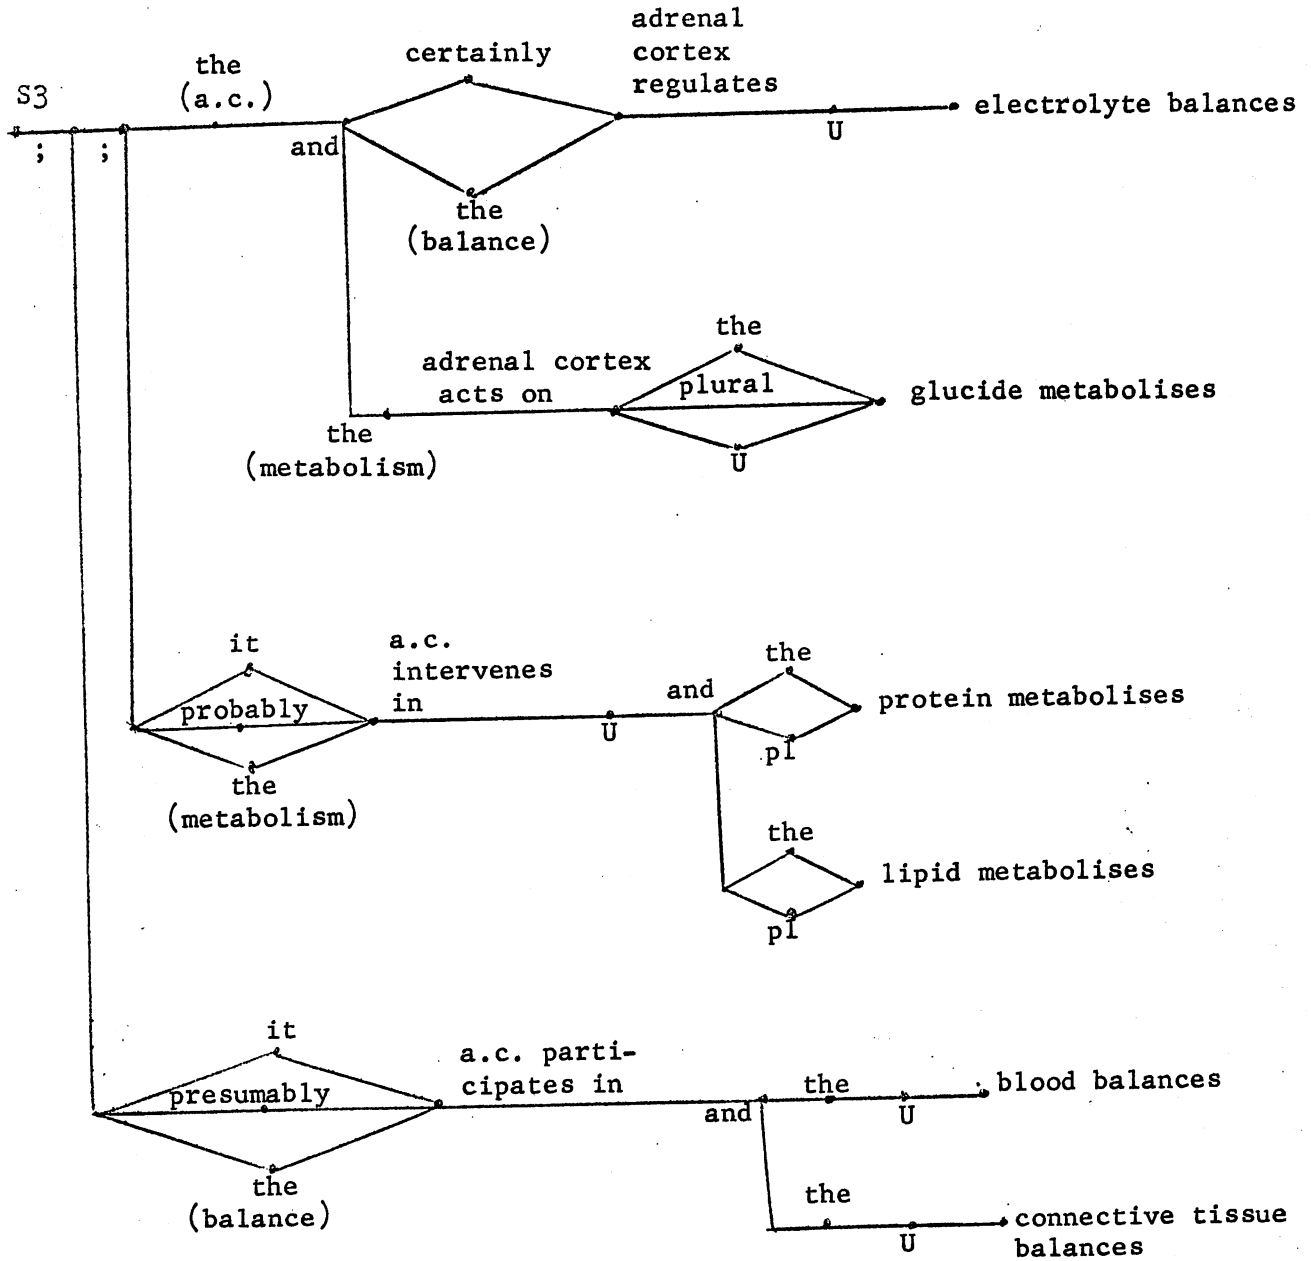 S3
;
;
the
(a.c.)
and
certainly
the
(balance)
adrenal
cortex
regulates
U
electrolyte balances
the
(metabolism)
adrenal cortex
acts on
the
plural
U
glucide metabolises
it
probably
the
(metabolism)
a.c.
intervenes
in
U
and
the
pl
protein metabolises
the
pl
lipid metabolises
it
presumably
the
(balance)
a.c. parti-
cipates in
and
the
U
blood balances
the
U
connective tissue
balances